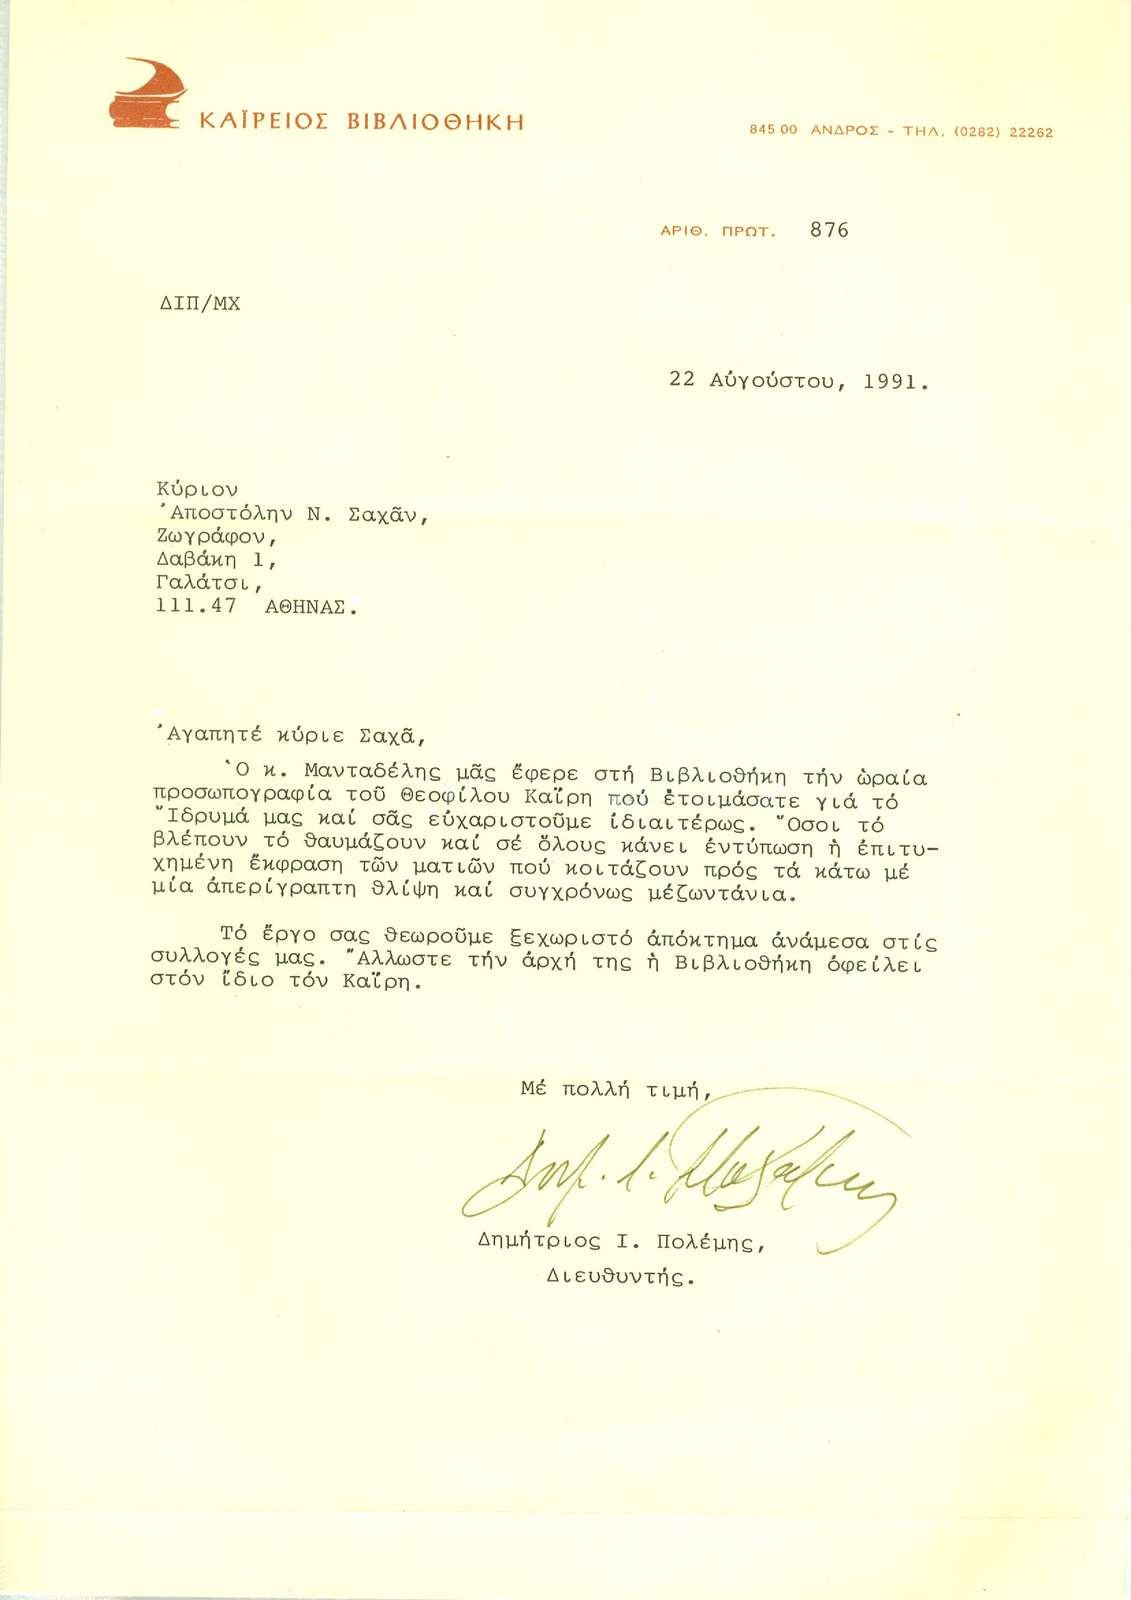 ΚΑΪΡΕΙΟΣ ΒΙΒΛΙΟΘΗΚΗ
845 00 ΑΝΔΡΟΣ - ΤΗΛ. (0282) 22262
ΑΡΙΘ. ΠΡΩΤ. 876
ΔΙΠ/ΜΧ
22 Αὐγούστου, 1991.
Κύριον
Ἀποστόλην Ν. Σαχᾶν,
Ζωγράφον,
Δαβάκη 1,
Γαλάτσι,
111.47 ΑΘΗΝΑΣ.
Ἀγαπητέ κύριε Σαχᾶ,
Ὁ κ. Μανταδέλης μᾶς ἔφερε στή Βιβλιοθήκη τήν ὡραία
προσωπογραφία τοῦ Θεοφίλου Καΐρη πού ἑτοιμάσατε γιά τό
Ἵδρυμά μας καί σᾶς εὐχαριστοῦμε ἰδιαιτέρως. Ὅσοι τό
βλέπουν τό θαυμάζουν καί σέ ὅλους κάνει ἐντύπωση ἡ ἐπιτυ-
χημένη ἔκφραση τῶν ματιῶν πού κοιτάζουν πρός τά κάτω μέ
μία ἀπερίγραπτη θλίψη καί συγχρόνως μέζωντάνια.
Τό ἔργο σας θεωροῦμε ξεχωριστό ἀπόκτημα ἀνάμεσα στίς
συλλογές μας. Ἄλλωστε τήν ἀρχή της ἡ Βιβλιοθήκη ὀφείλει
στόν ἴδιο τόν Καΐρη.
Μέ πολλή τιμή,
Δημήτριος Ι. Πολέμης,
Διευθυντής.